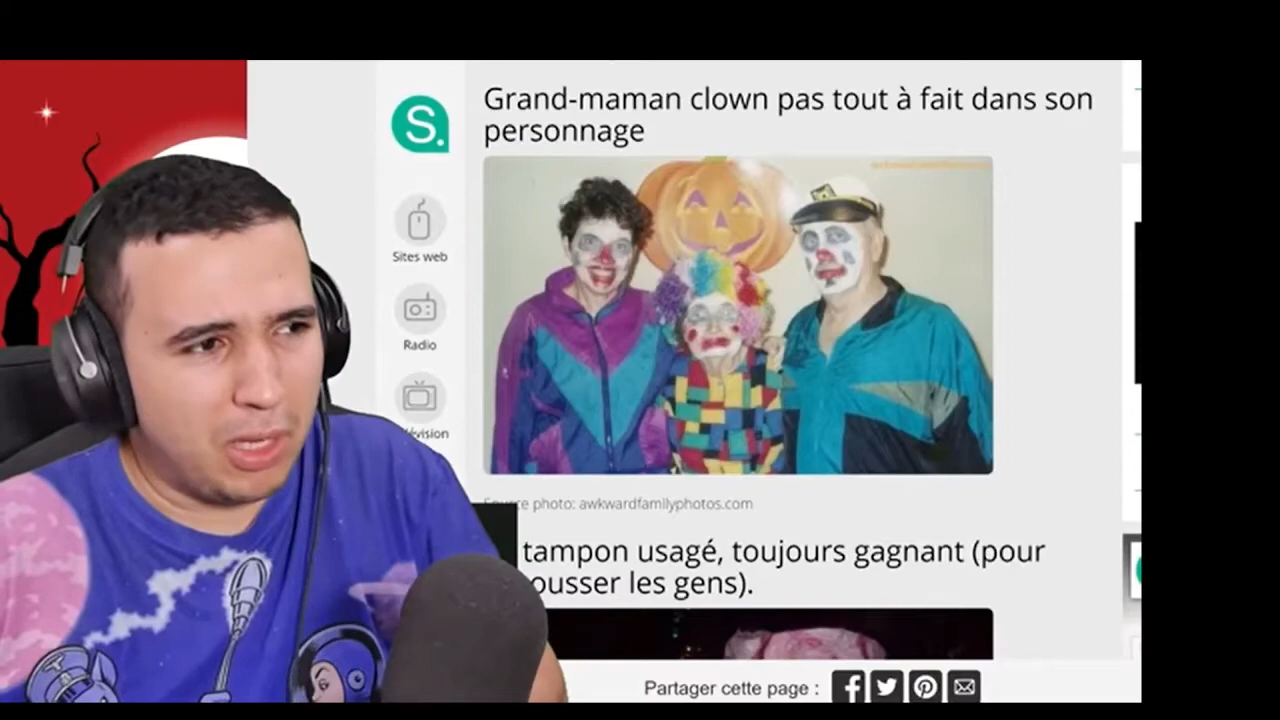 Grand-maman clown pas tout à fait dans son
personnage
S.
Sites web
Radio
évision
photo: awkwardfamilyphotos.com
tampon usagé, toujours gagnant (pour
ousser les gens).
Partager cette page :